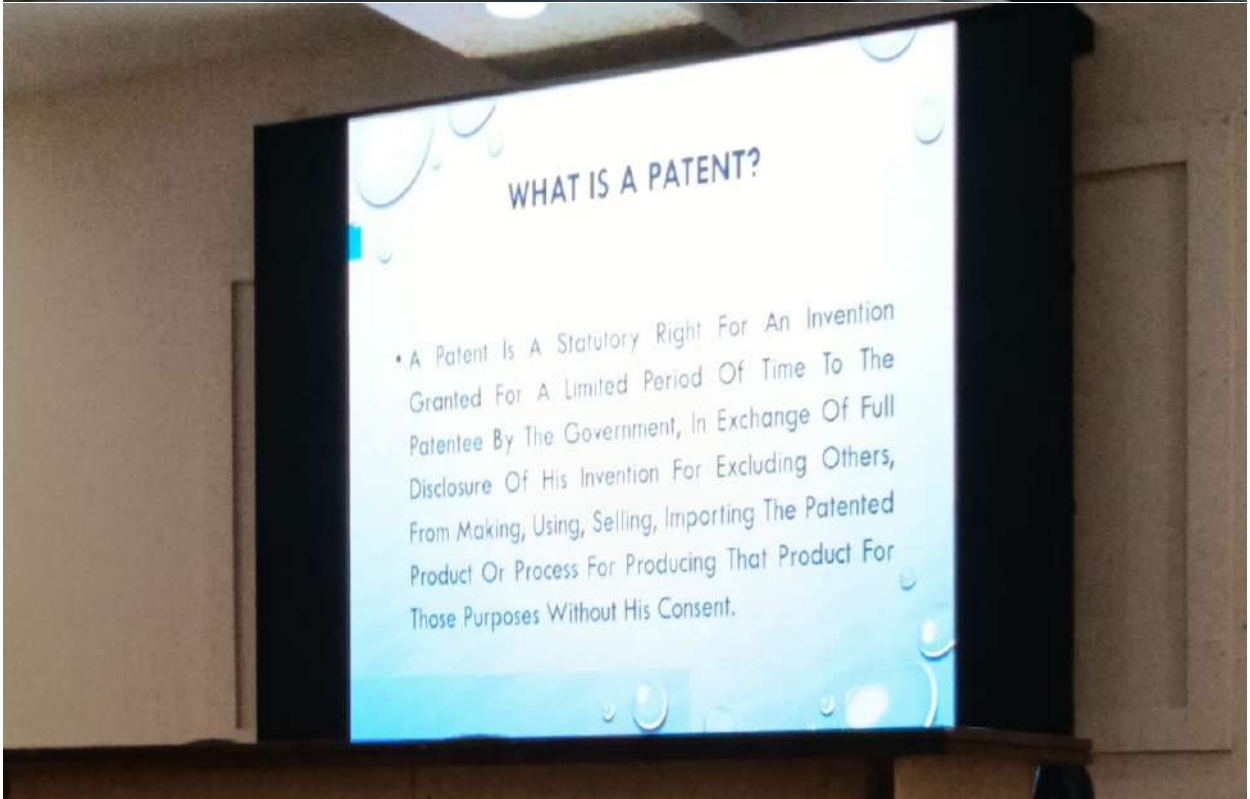 WHAT IS A PATENT?
• A Patent Is A Statutory Right For An Invention
Granted For A Limited Period Of Time To The
Patentee By The Government, In Exchange Of Full
Disclosure Of His Invention For Excluding Others,
From Making, Using, Selling, Importing The Patented
Product Or Process For Producing That Product For
Those Purposes Without His Consent.